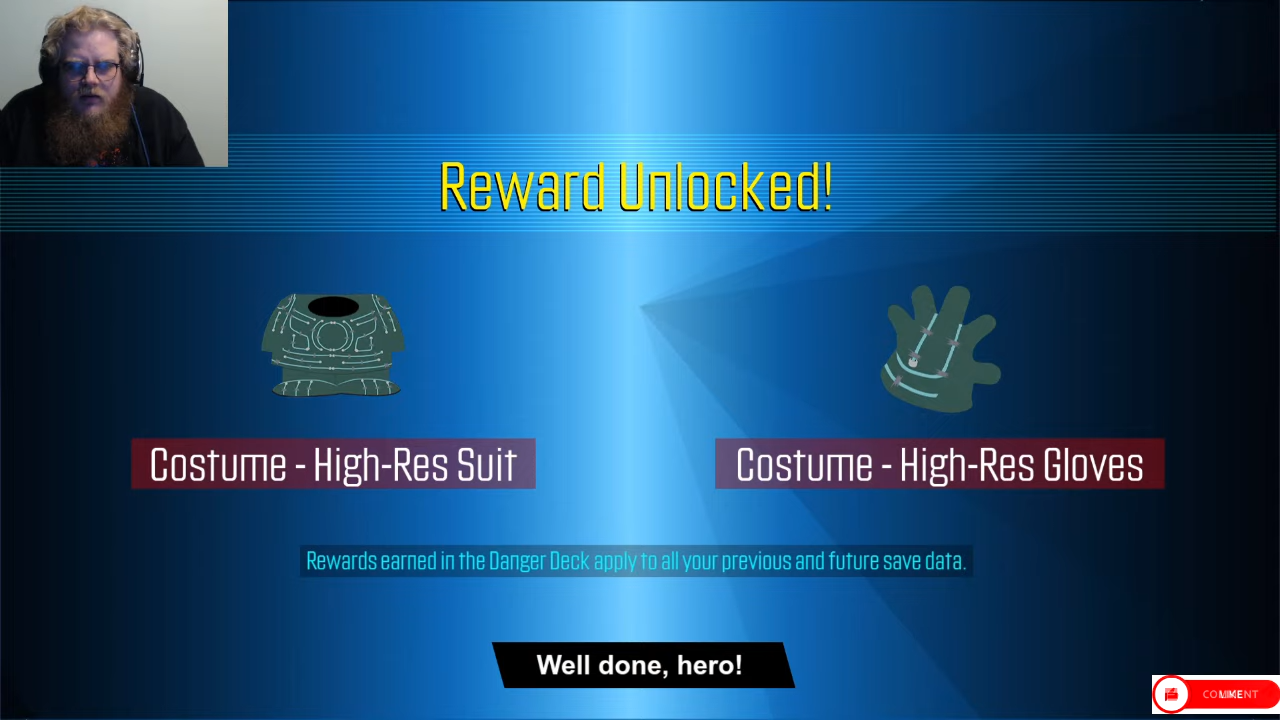 Reward Unlocked!
Costume - High-Res Suit
Costume - High-Res Gloves
Rewards earned in the Danger Deck apply to all your previous and future save data.
Well done, hero!